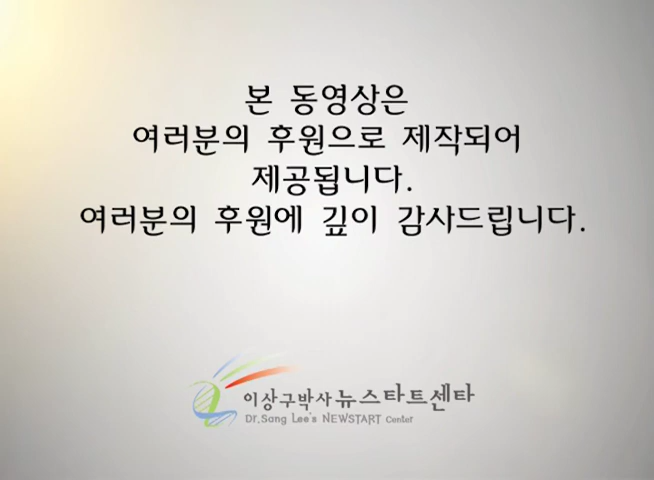 본 동영상은
여러분의 후원으로 제작되어
제공됩니다.
여러분의 후원에 깊이 감사드립니다.
이상구박사뉴스타트센타
Dr.Sang Lee's NEWSTART Center